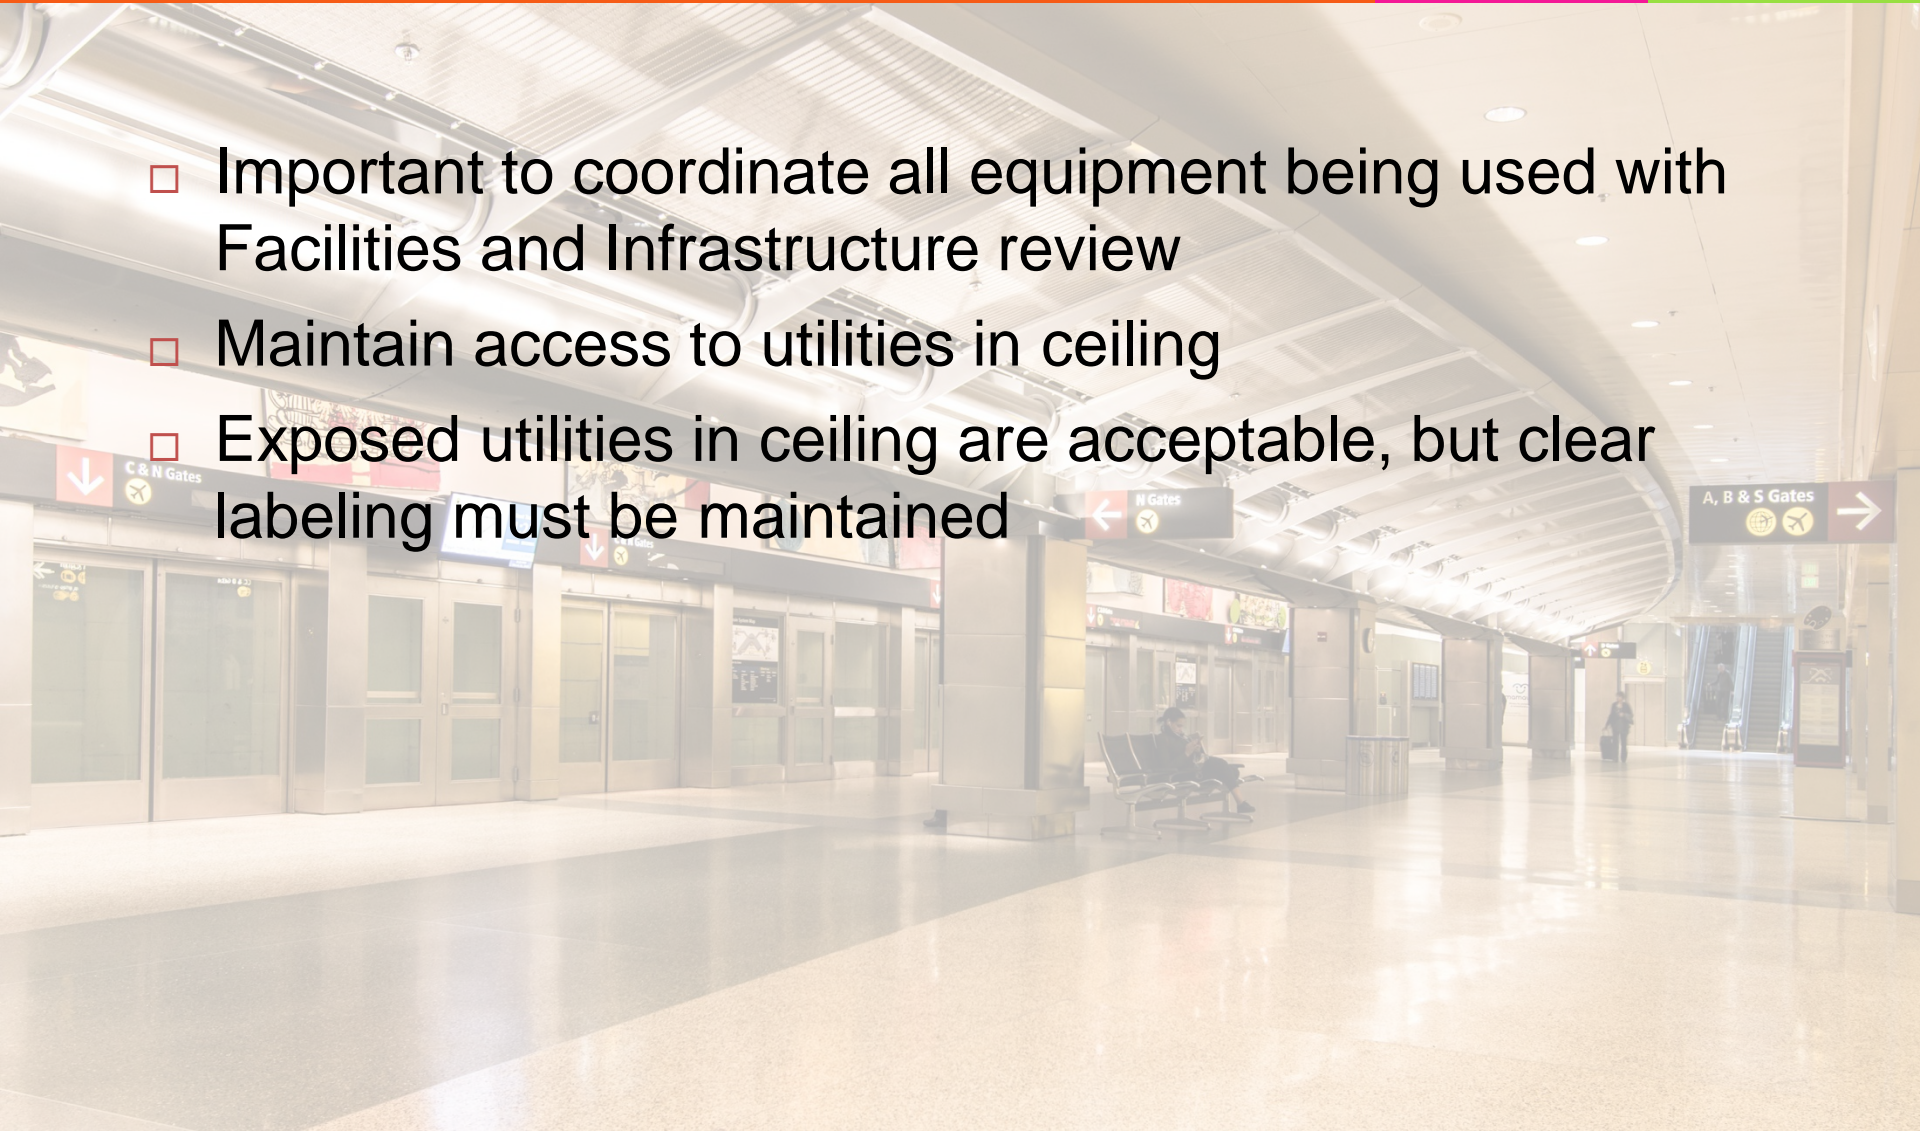 Important to coordinate all equipment being used with
Facilities and Infrastructure review
Maintain access to utilities in ceiling
Exposed utilities in ceiling are acceptable, but clear
labeling must be maintained
C & N Gates
N Gates
A, B & S Gates